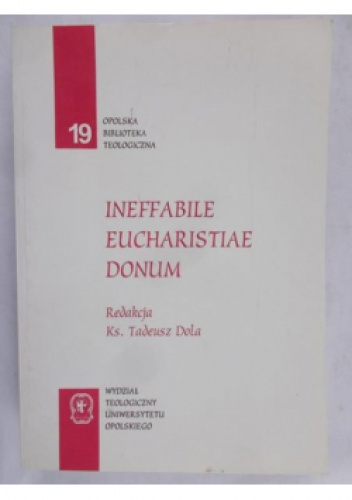 19
OPOLSKA
BIBLIOTEKA
TEOLOGICZNA
INEFFABILE
EUCHARISTIAE
DONUM
Redakcja
Ks. Tadeusz Dola
WYDZIAŁ
TEOLOGICZNY
UNIWERSYTETU
OPOLSKIEGO